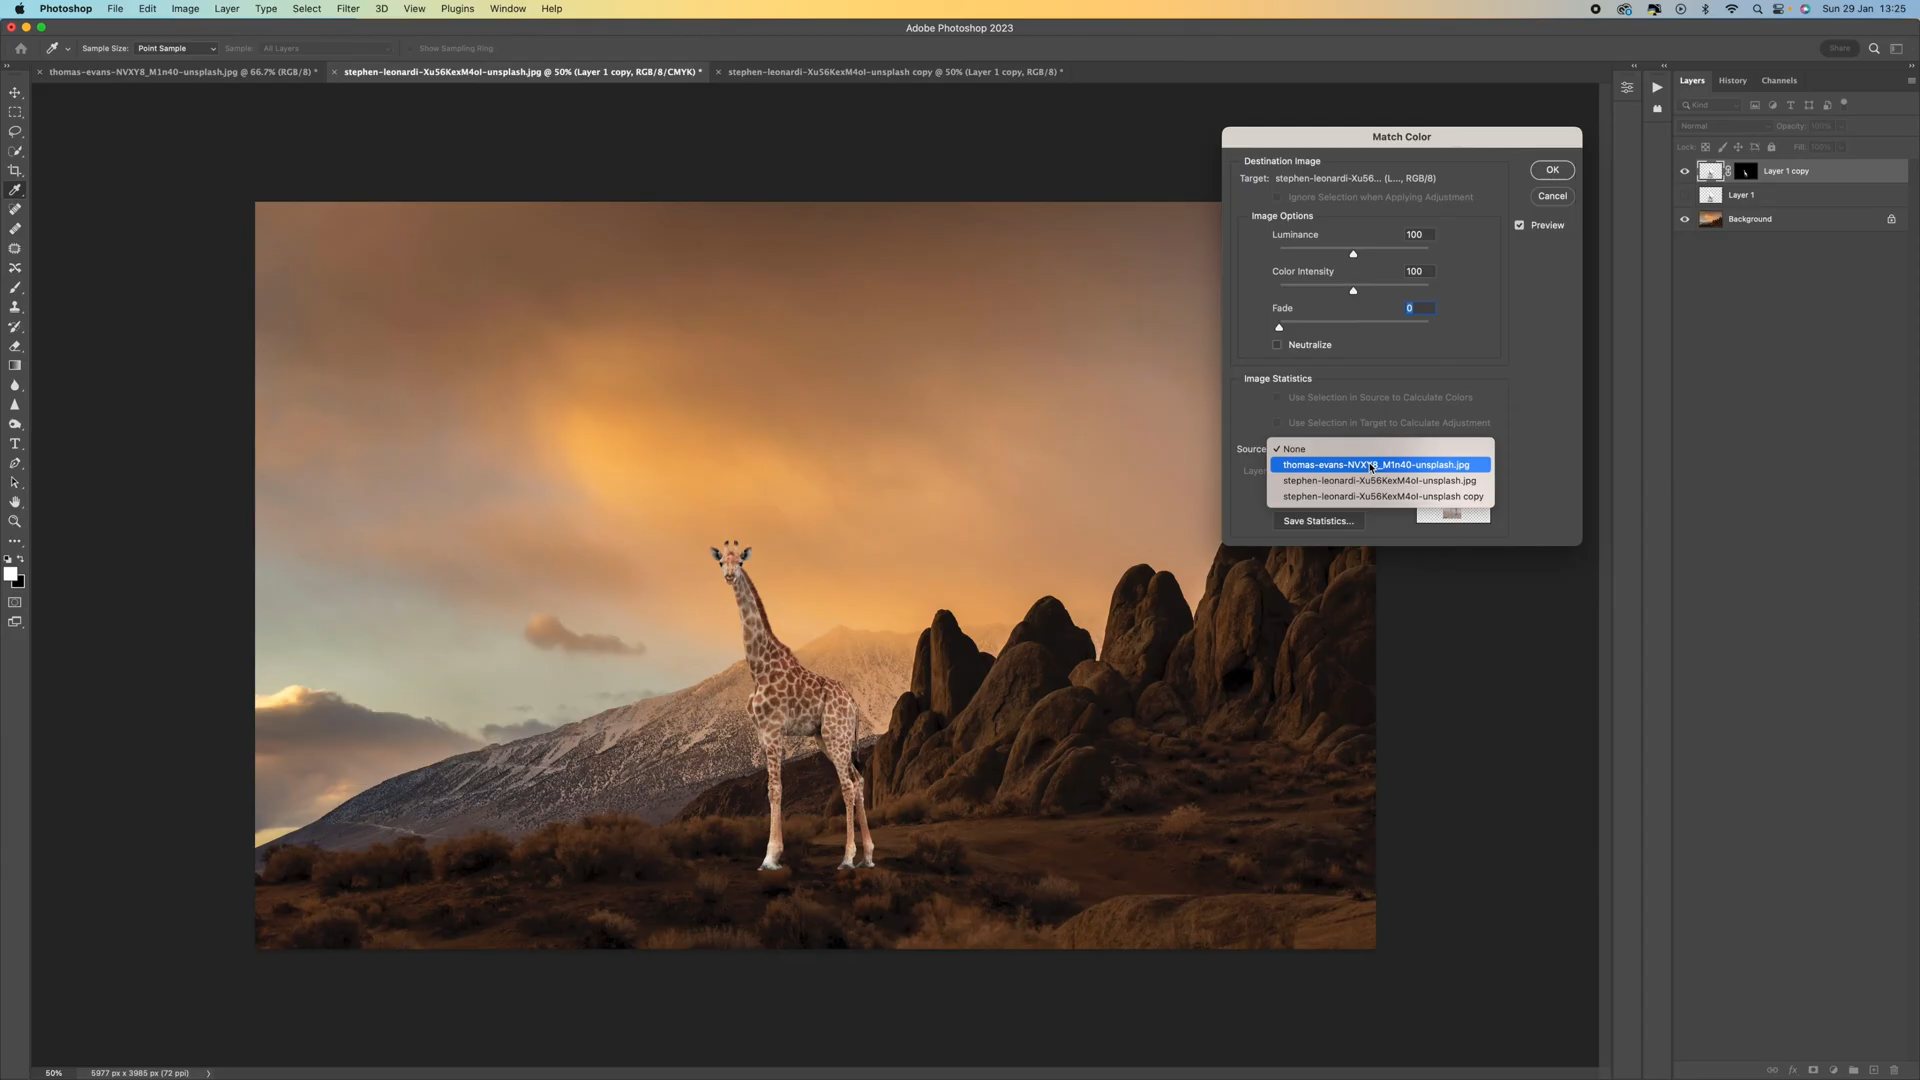 Photoshop File Edit Image Layer Type Select Filter 3D View Plugins Window Help Sun 29 Jan 13:25
Adobe Photoshop 2023
Sample Size: Point Sample Sample: All Layers Show Sampling Ring Share
thomas-evans-NVXY8_M1n40-unsplash.jpg @ 66.7% (RGB/8) * stephen-leonardi-Xu56KexM4oI-unsplash.jpg @ 50% (Layer 1 copy, RGB/8/CMYK) * stephen-leonardi-Xu56KexM4oI-unsplash copy @ 50% (Layer 1 copy, RGB/8) *
Layers History Channels
Kind
Normal Opacity: 100%
Lock: Fill: 100%
Layer 1 copy
Layer 1
Background
Match Color
Destination Image
Target: stephen-leonardi-Xu56... (L..., RGB/8)
Ignore Selection when Applying Adjustment
OK
Cancel
Preview
Image Options
Luminance 100
Color Intensity 100
Fade 0
Neutralize
Image Statistics
Use Selection in Source to Calculate Colors
Use Selection in Target to Calculate Adjustment
Source ✓ None
thomas-evans-NVXY8_M1n40-unsplash.jpg
Layer stephen-leonardi-Xu56KexM4oI-unsplash.jpg
stephen-leonardi-Xu56KexM4oI-unsplash copy
Save Statistics...
50% 5977 px x 3985 px (72 ppi)